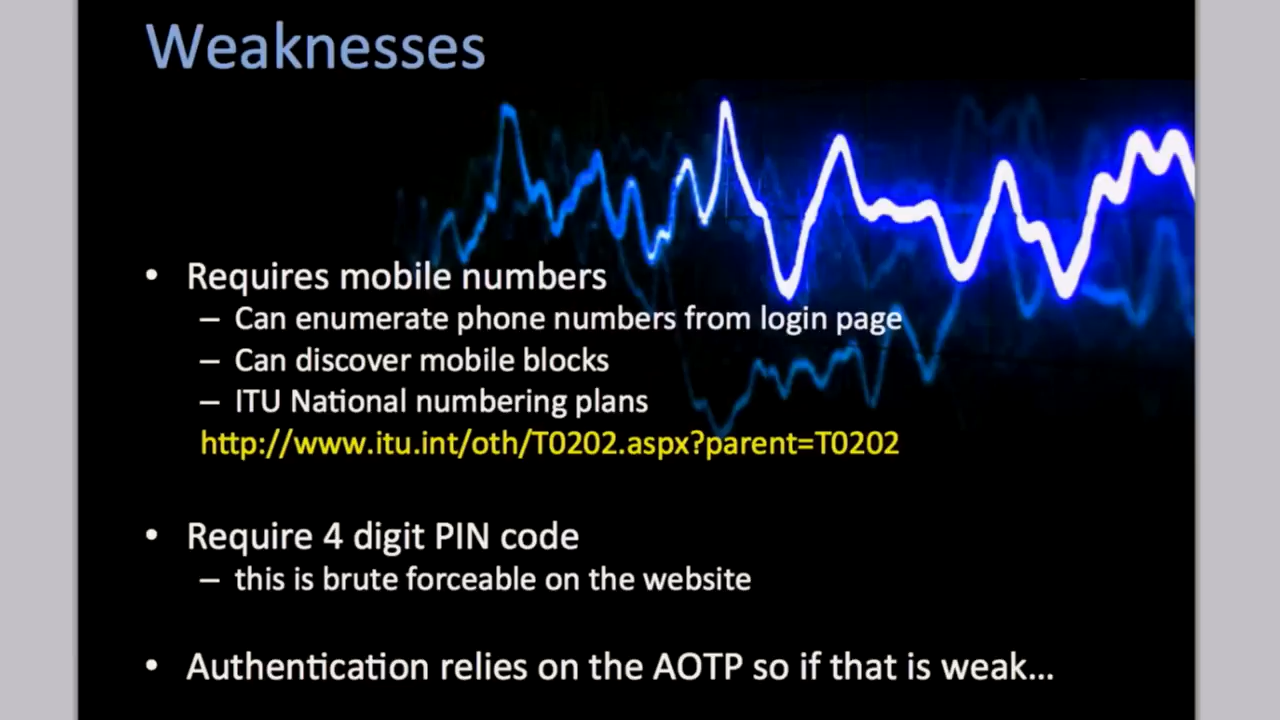 Weaknesses
• Requires mobile numbers
– Can enumerate phone numbers from login page
– Can discover mobile blocks
– ITU National numbering plans
http://www.itu.int/oth/T0202.aspx?parent=T0202
• Require 4 digit PIN code
– this is brute forceable on the website
• Authentication relies on the AOTP so if that is weak...